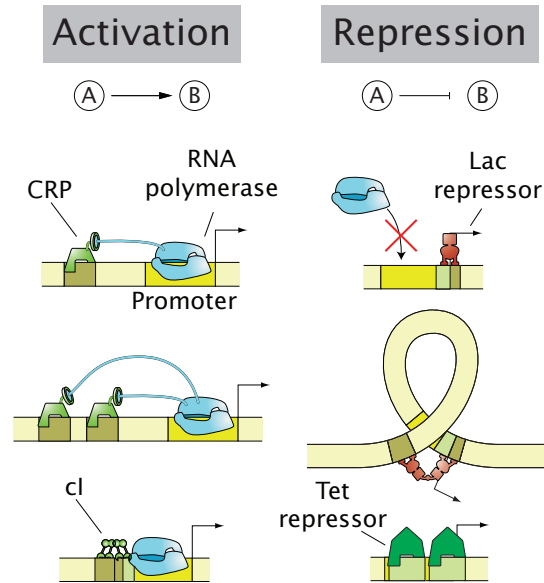 Activation
A
B
CRP
RNA
polymerase
Promoter
cI
Repression
A
B
Lac
repressor
Tet
repressor